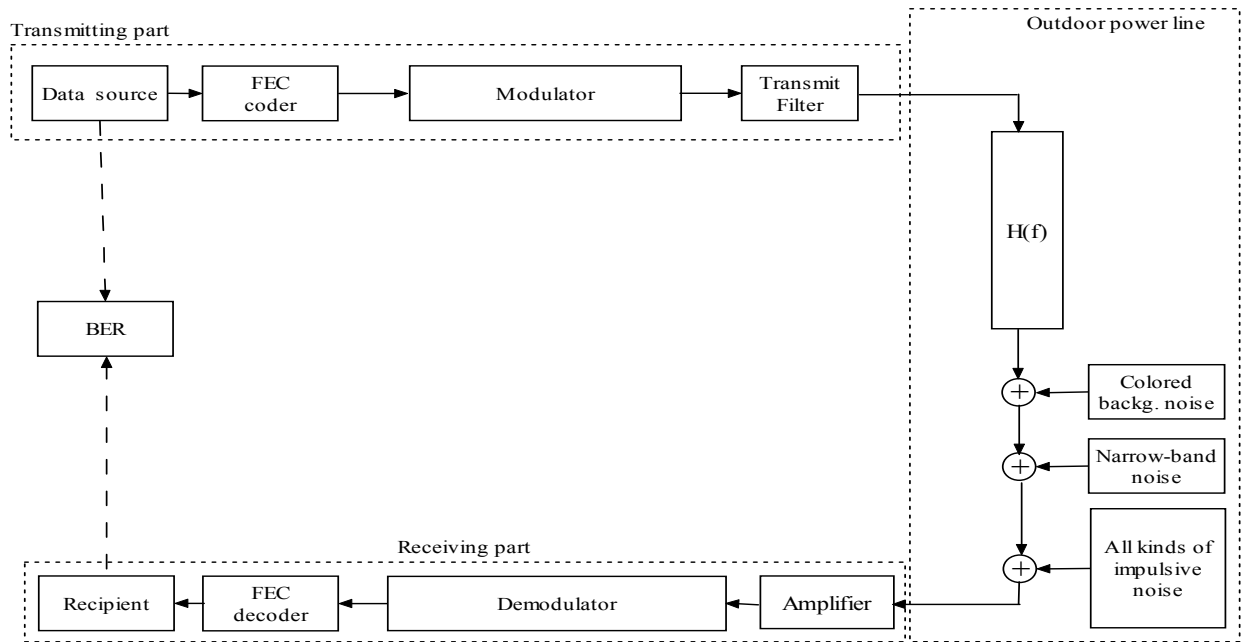 Transmitting part
Outdoor power line
Data source
FEC
coder
Modulator
Transmit
Filter
H(f)
BER
Colored
backg. noise
Narrow-band
noise
All kinds of
impulsive
noise
Receiving part
Recipient
FEC
decoder
Demodulator
Amplifier